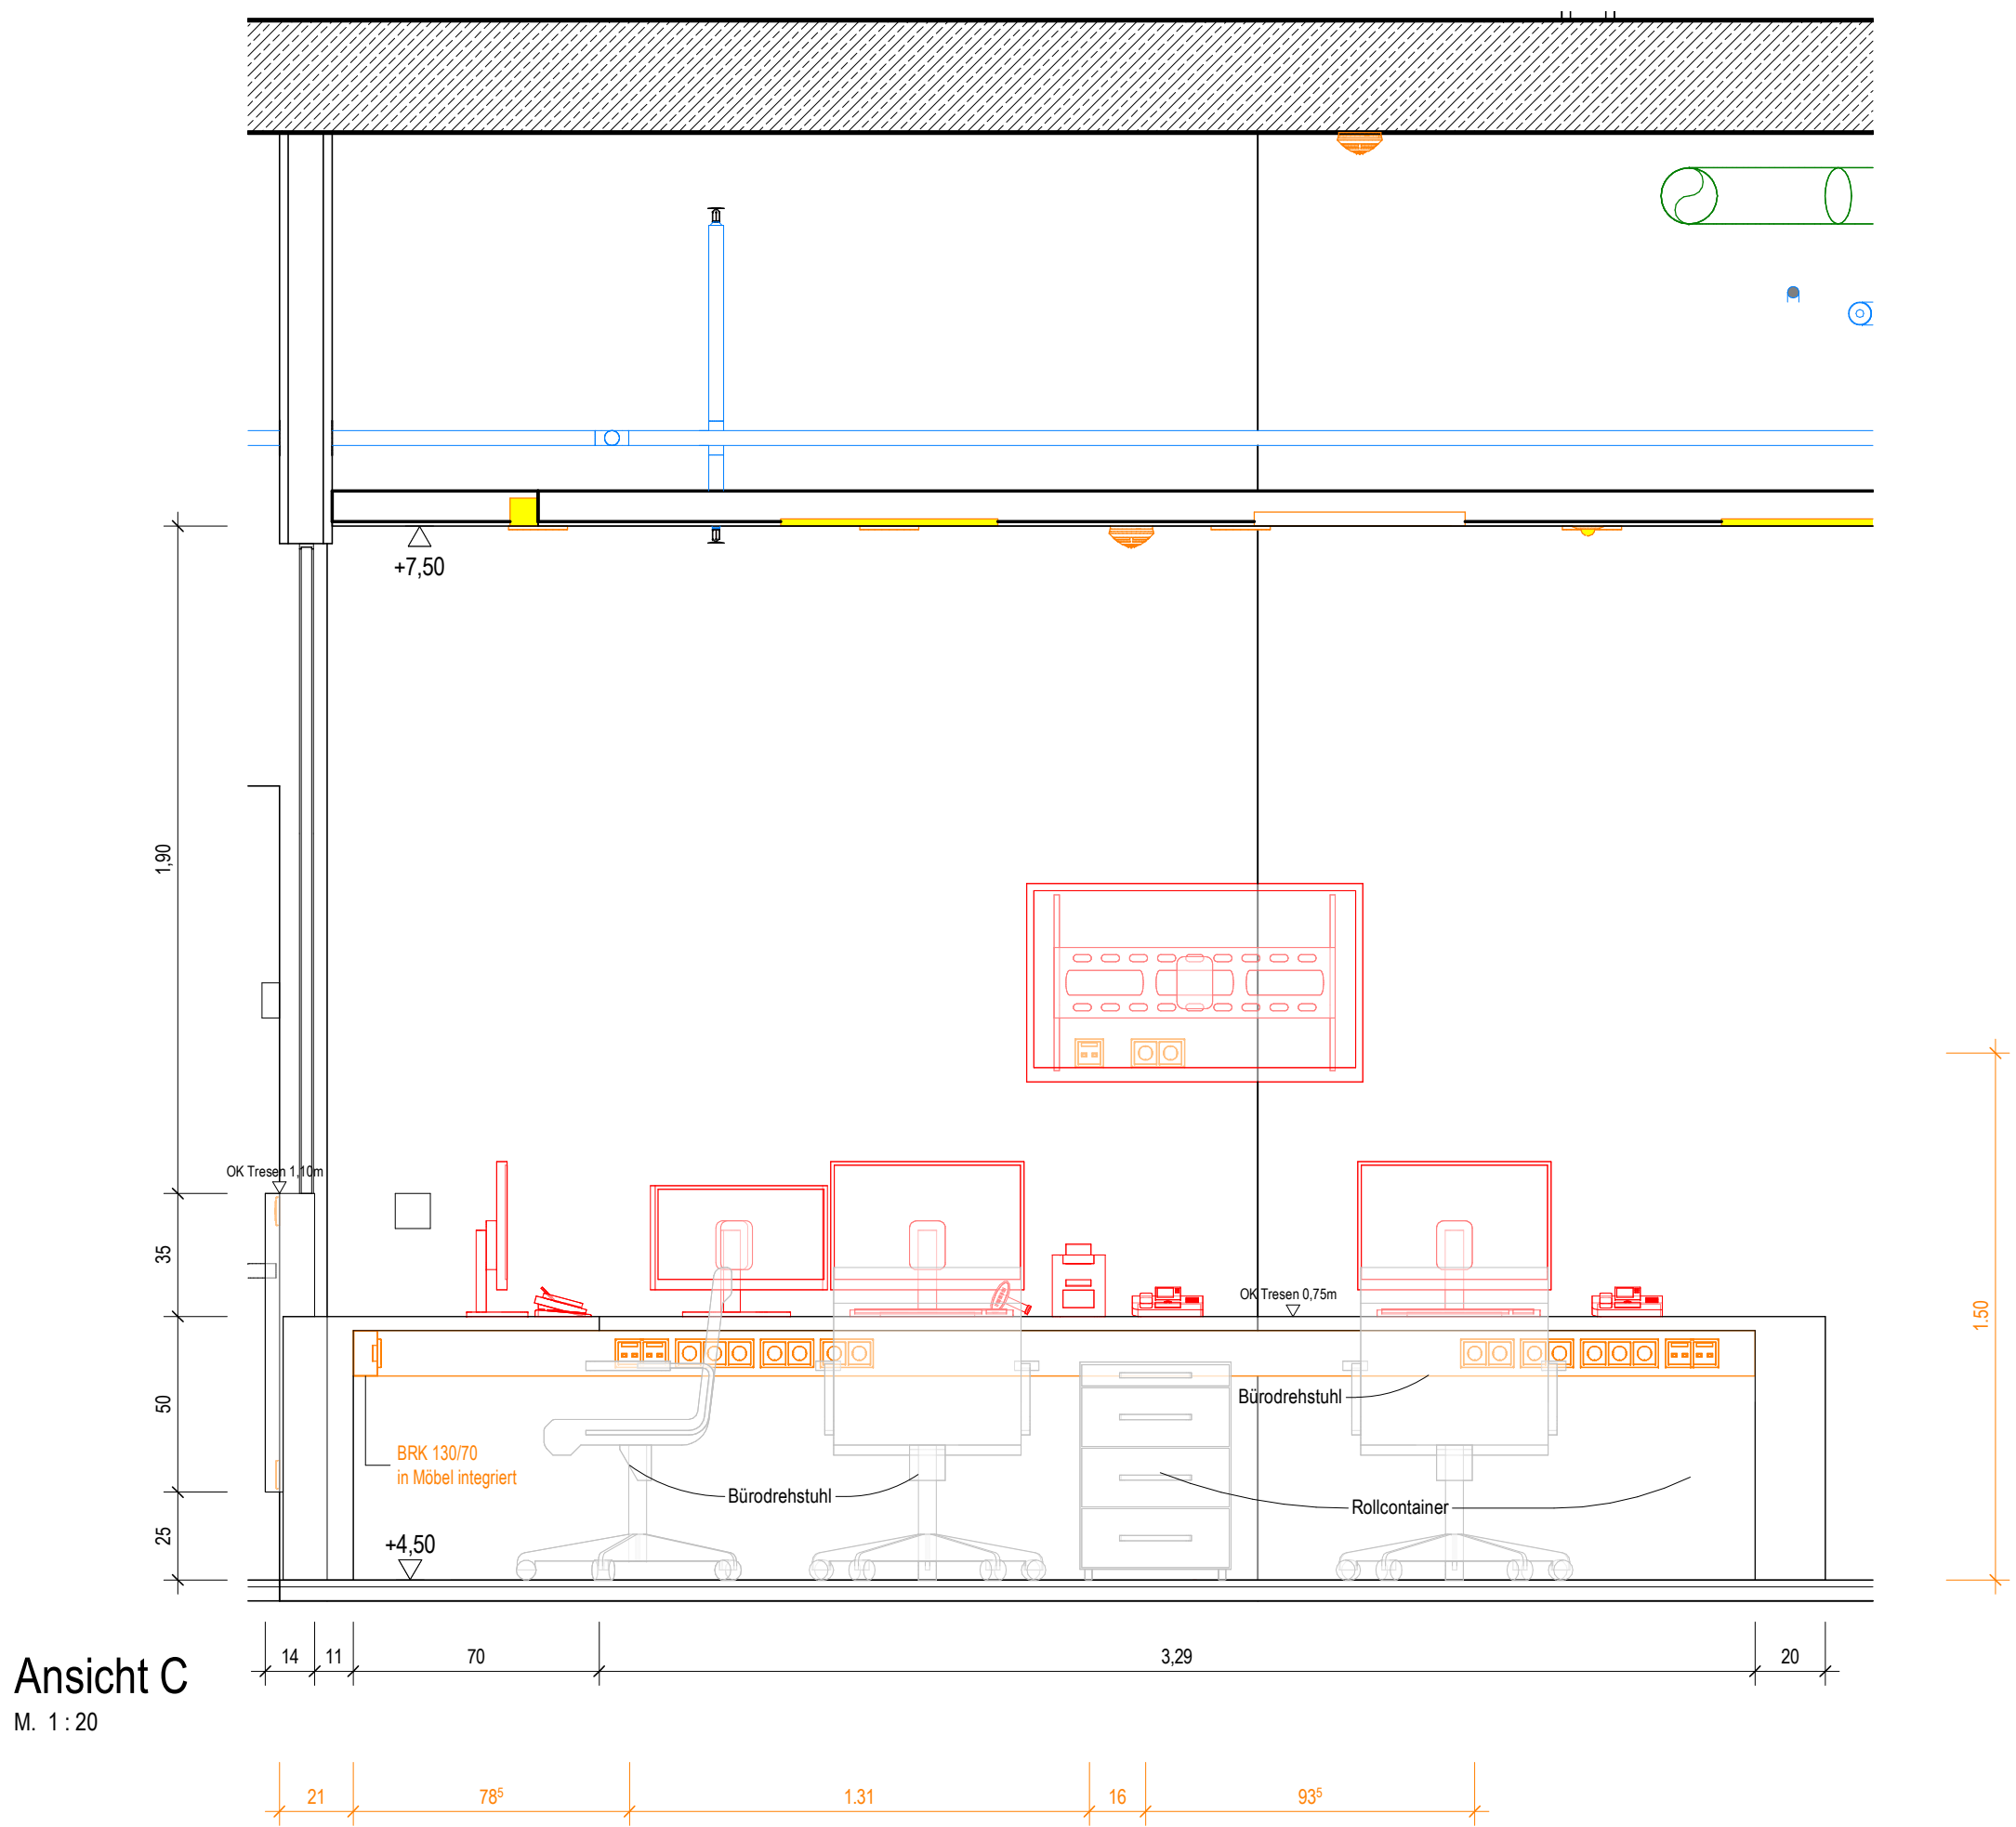 +7,50
1,90
OK Tresen 1,10m
35
OK Tresen 0,75m
1.50
50
Bürodrehstuhl
BRK 130/70
in Möbel integriert
Bürodrehstuhl
Rollcontainer
25
+4,50
14
11
70
3,29
20
Ansicht C
M. 1 : 20
21
78⁵
1.31
16
93⁵